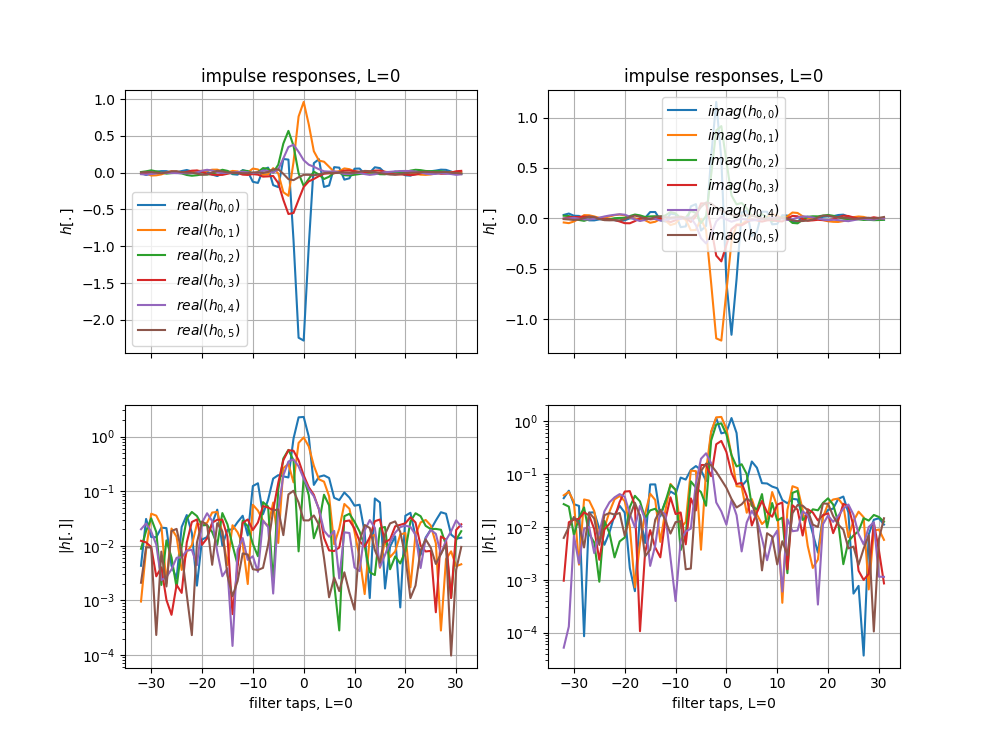 impulse responses, L=0
1.0
0.5
0.0
−0.5
−1.0
−1.5
−2.0
h[.]
real(h0,0)
real(h0,1)
real(h0,2)
real(h0,3)
real(h0,4)
real(h0,5)
impulse responses, L=0
1.0
0.5
0.0
−0.5
−1.0
h[.]
imag(h0,0)
imag(h0,1)
imag(h0,2)
imag(h0,3)
imag(h0,4)
imag(h0,5)
10⁰
10⁻¹
10⁻²
10⁻³
10⁻⁴
|h[.]|
−30 −20 −10 0 10 20 30
filter taps, L=0
10⁰
10⁻¹
10⁻²
10⁻³
10⁻⁴
|h[.]|
−30 −20 −10 0 10 20 30
filter taps, L=0